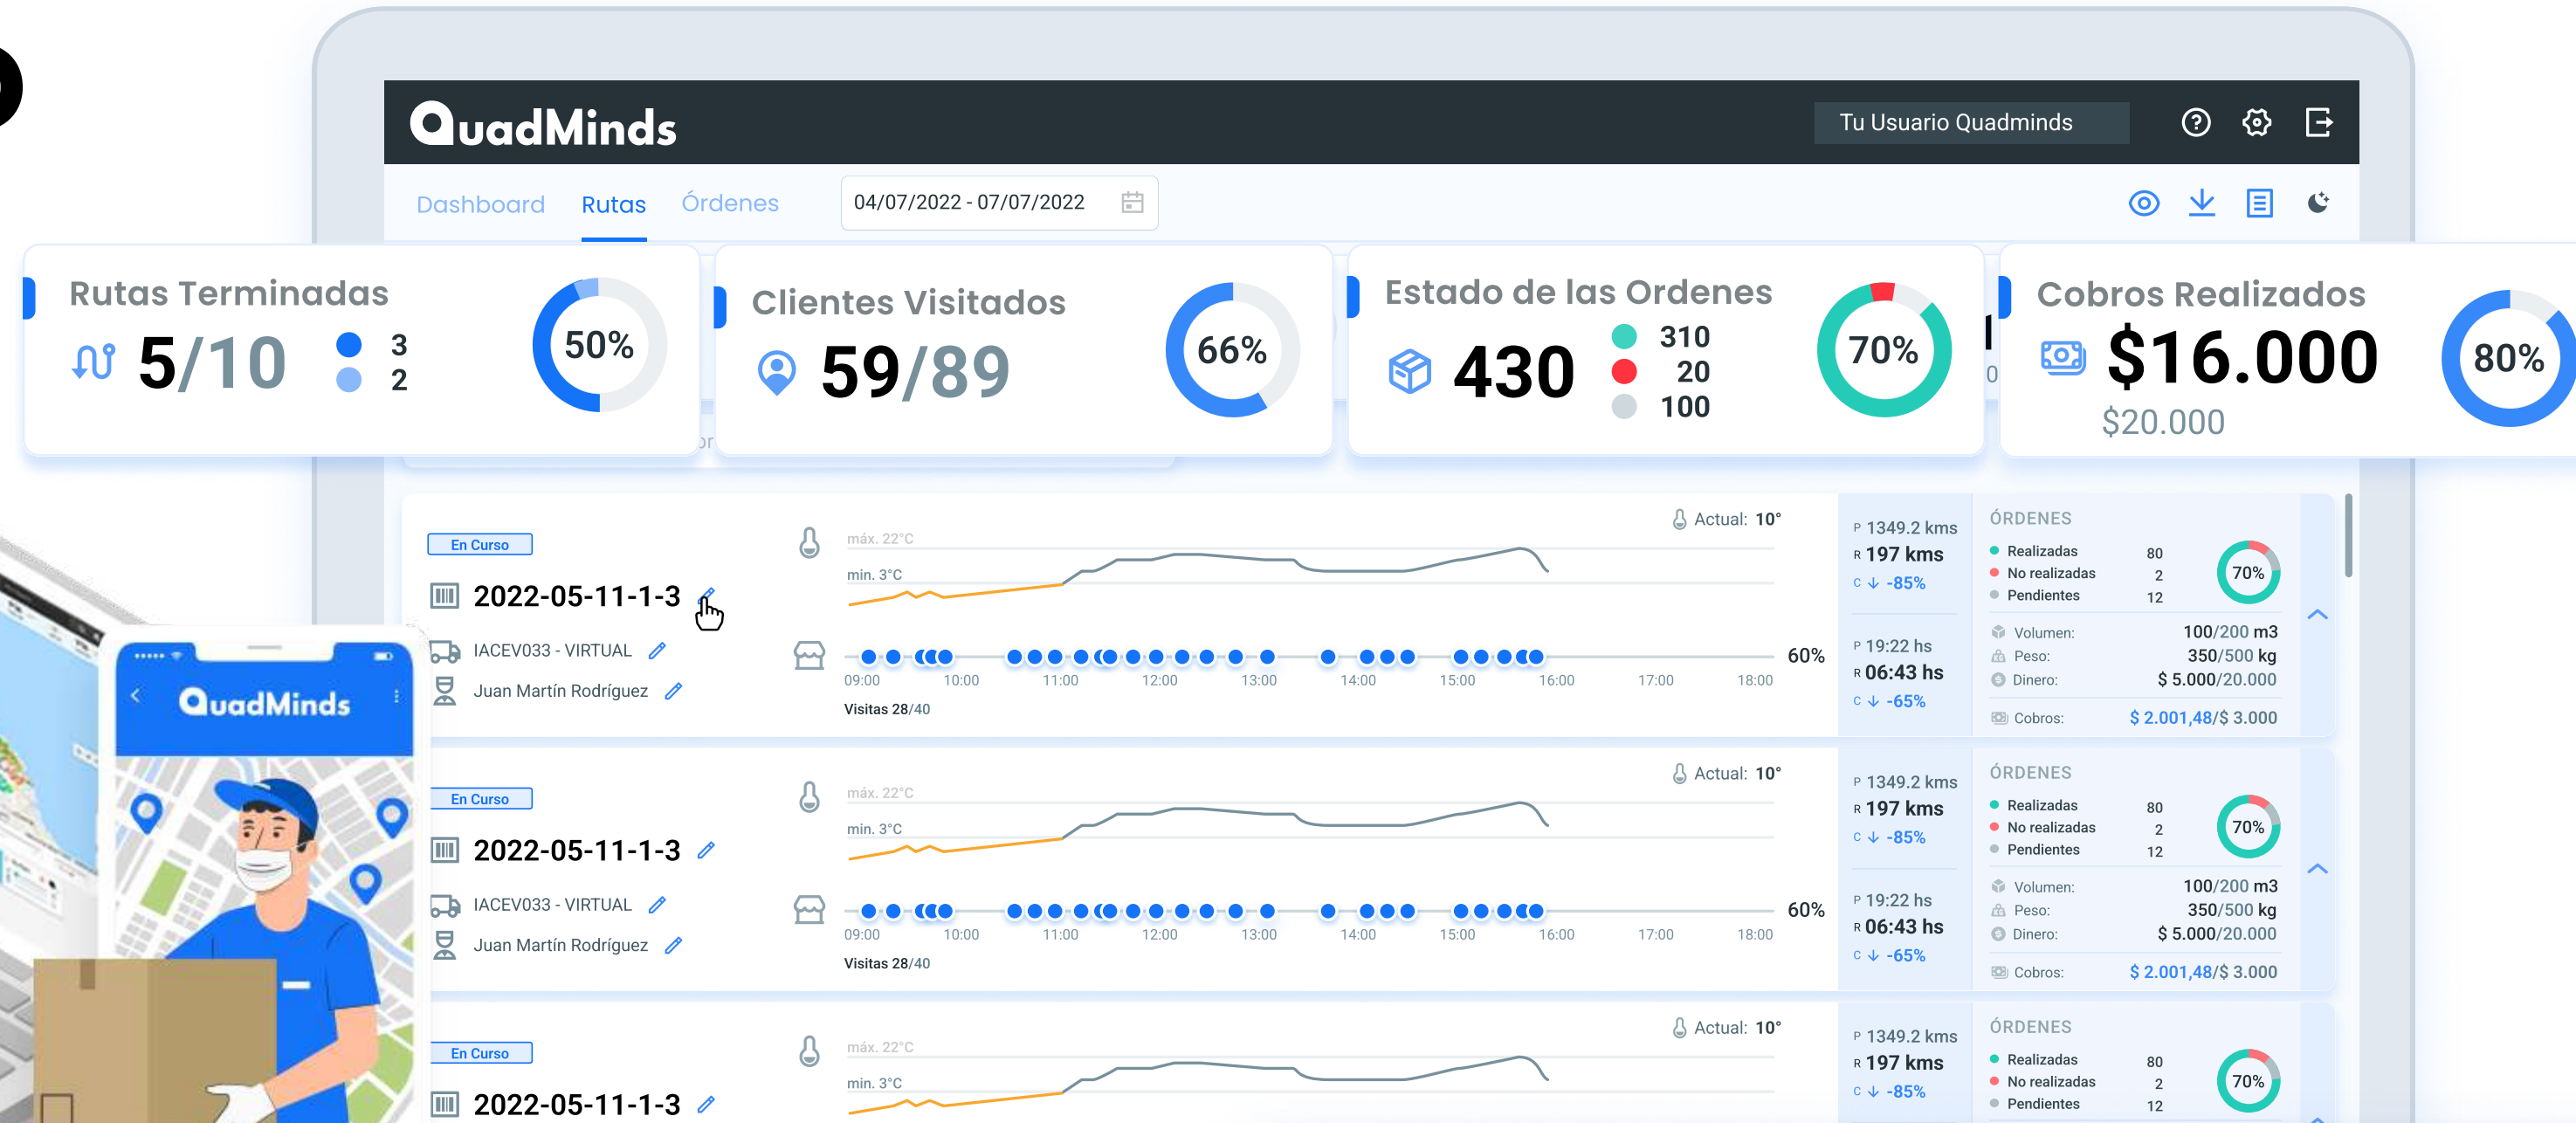 QuadMinds
Tu Usuario Quadminds
Dashboard
Rutas
Órdenes
04/07/2022 - 07/07/2022
Rutas Terminadas
5/10
3
2
50%
Clientes Visitados
59/89
66%
Estado de las Ordenes
430
310
20
100
70%
Cobros Realizados
$16.000
$20.000
80%
En Curso
2022-05-11-1-3
IACEV033 - VIRTUAL
Juan Martín Rodríguez
Actual: 10°
máx. 22°C
min. 3°C
60%
09:00 10:00 11:00 12:00 13:00 14:00 15:00 16:00 17:00 18:00
Visitas 28/40
P 1349.2 kms
R 197 kms
C -85%
P 19:22 hs
R 06:43 hs
C -65%
ÓRDENES
Realizadas 80
No realizadas 2
Pendientes 12
70%
Volumen: 100/200 m3
Peso: 350/500 kg
Dinero: $ 5.000/20.000
Cobros: $ 2.001,48/$ 3.000
QuadMinds
En Curso
2022-05-11-1-3
IACEV033 - VIRTUAL
Juan Martín Rodríguez
Actual: 10°
máx. 22°C
min. 3°C
60%
09:00 10:00 11:00 12:00 13:00 14:00 15:00 16:00 17:00 18:00
Visitas 28/40
P 1349.2 kms
R 197 kms
C -85%
P 19:22 hs
R 06:43 hs
C -65%
ÓRDENES
Realizadas 80
No realizadas 2
Pendientes 12
70%
Volumen: 100/200 m3
Peso: 350/500 kg
Dinero: $ 5.000/20.000
Cobros: $ 2.001,48/$ 3.000
En Curso
2022-05-11-1-3
Actual: 10°
máx. 22°C
min. 3°C
P 1349.2 kms
R 197 kms
C -85%
ÓRDENES
Realizadas 80
No realizadas 2
Pendientes 12
70%